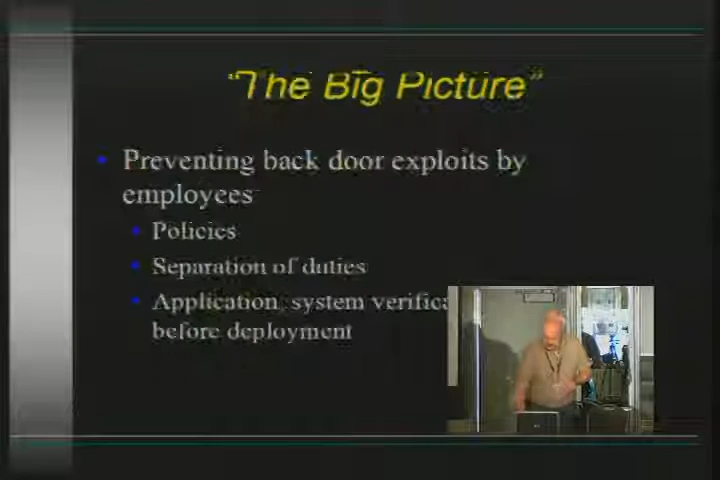 “The Big Picture”
• Preventing back door exploits by
employees
• Policies
• Separation of duties
• Application, system
before deployment